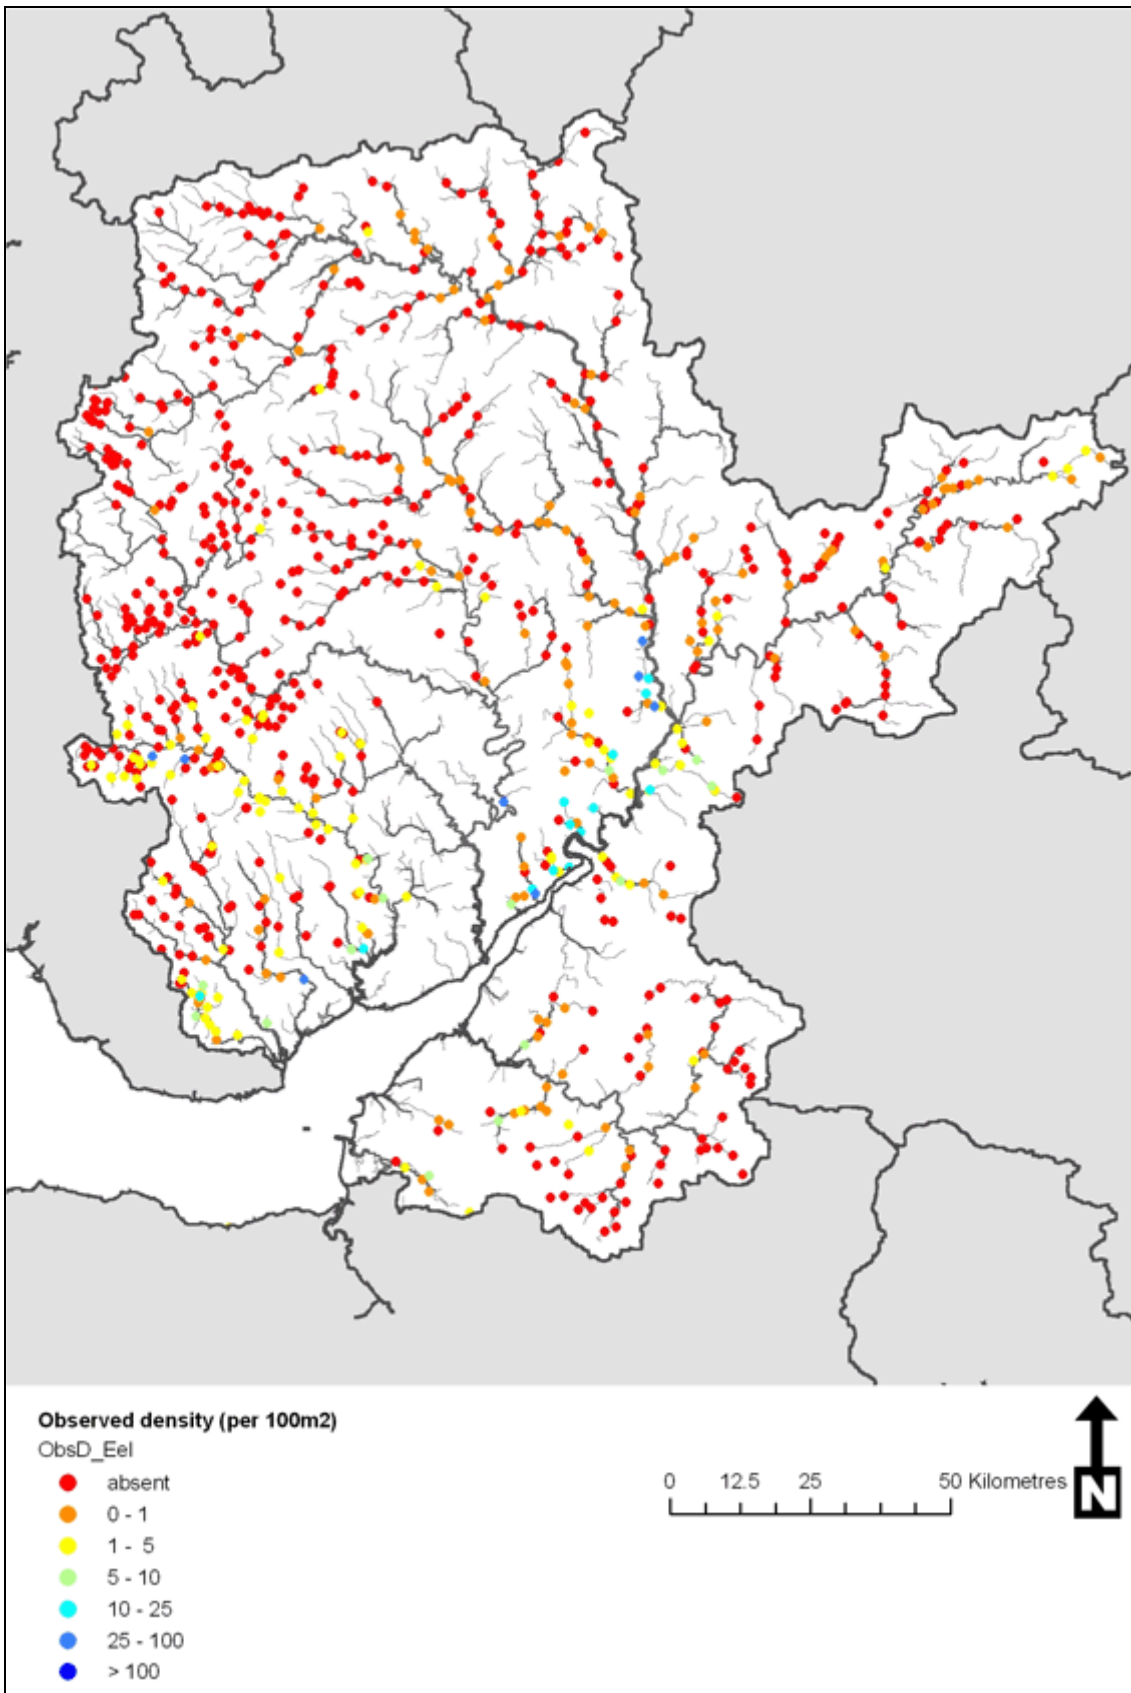 Observed density (per 100m2)
ObsD_Eel
absent
0 - 1
1 - 5
5 - 10
10 - 25
25 - 100
> 100
0 12.5 25 50 Kilometres
N